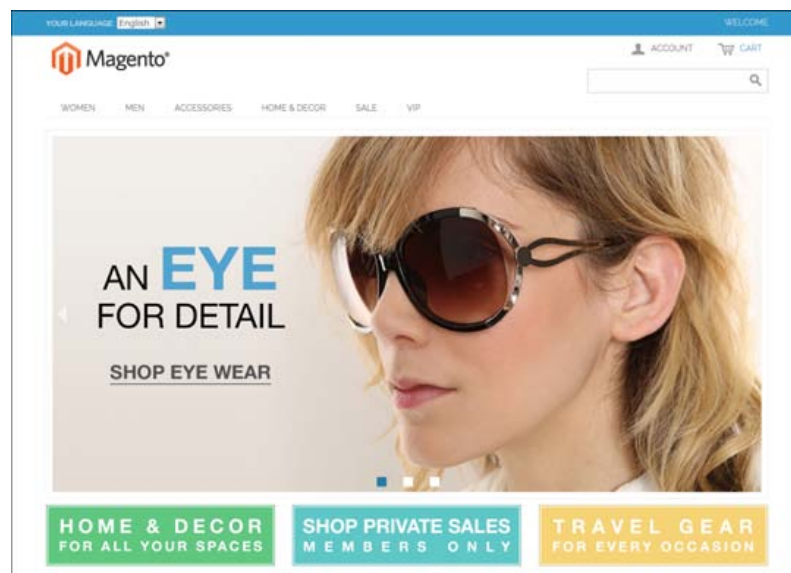 YOUR LANGUAGE: English
WELCOME
Magento®
ACCOUNT
CART
WOMEN MEN ACCESSORIES HOME & DECOR SALE VIP
AN EYE
FOR DETAIL
SHOP EYE WEAR
HOME & DECOR
FOR ALL YOUR SPACES
SHOP PRIVATE SALES
MEMBERS ONLY
TRAVEL GEAR
FOR EVERY OCCASION